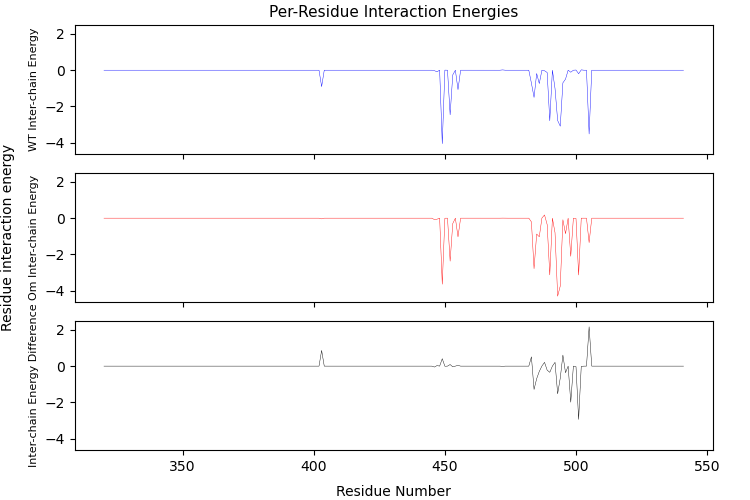 Per-Residue Interaction Energies
Residue interaction energy
WT Inter-chain Energy
2
0
−2
−4
Om Inter-chain Energy
2
0
−2
−4
Inter-chain Energy Difference
2
0
−2
−4
350
400
450
500
550
Residue Number